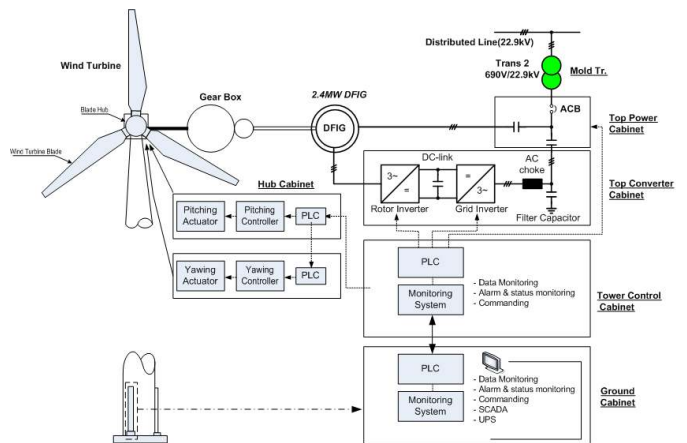 Distributed Line(22.9kV)
Wind Turbine
Trans 2
690V/22.9kV
Mold Tr.
Gear Box
2.4MW DFIG
Blade Hub
ACB
DFIG
Top Power
Cabinet
Wind Turbine Blade
DC-link
AC
choke
Hub Cabinet
3~
=
=
3~
Top Converter
Cabinet
Rotor Inverter
Grid Inverter
Filter Capacitor
Pitching
Actuator
Pitching
Controller
PLC
Yawing
Actuator
Yawing
Controller
PLC
PLC
Monitoring
System
- Data Monitoring
- Alarm & status monitoring
- Commanding
Tower Control
Cabinet
PLC
Monitoring
System
- Data Monitoring
- Alarm & status monitoring
- Commanding
- SCADA
- UPS
Ground
Cabinet